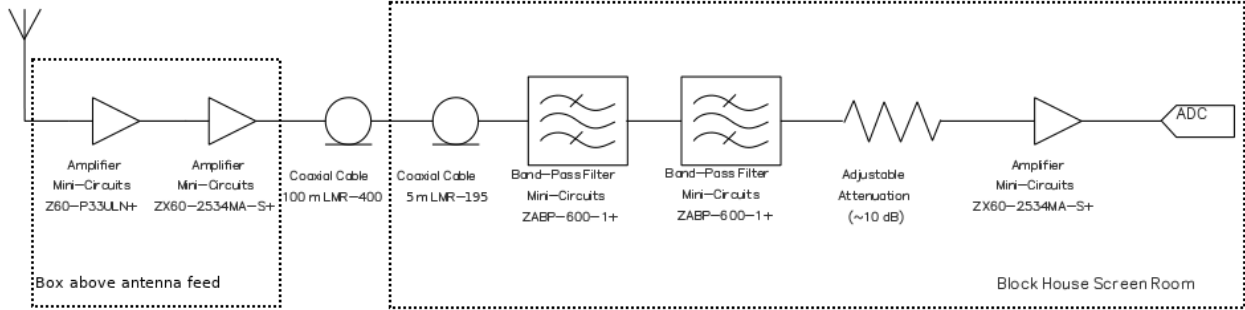 ADC
Amplifier
Mini-Circuits
Z60-P33ULN+
Amplifier
Mini-Circuits
ZX60-2534MA-S+
Coaxial Cable
100 m LMR-400
Coaxial Cable
5m LMR-195
Band-Pass Filter
Mini-Circuits
ZABP-600-1+
Band-Pass Filter
Mini-Circuits
ZABP-600-1+
Adjustable
Attenuation
(~10 dB)
Amplifier
Mini-Circuits
ZX60-2534MA-S+
Box above antenna feed
Block House Screen Room